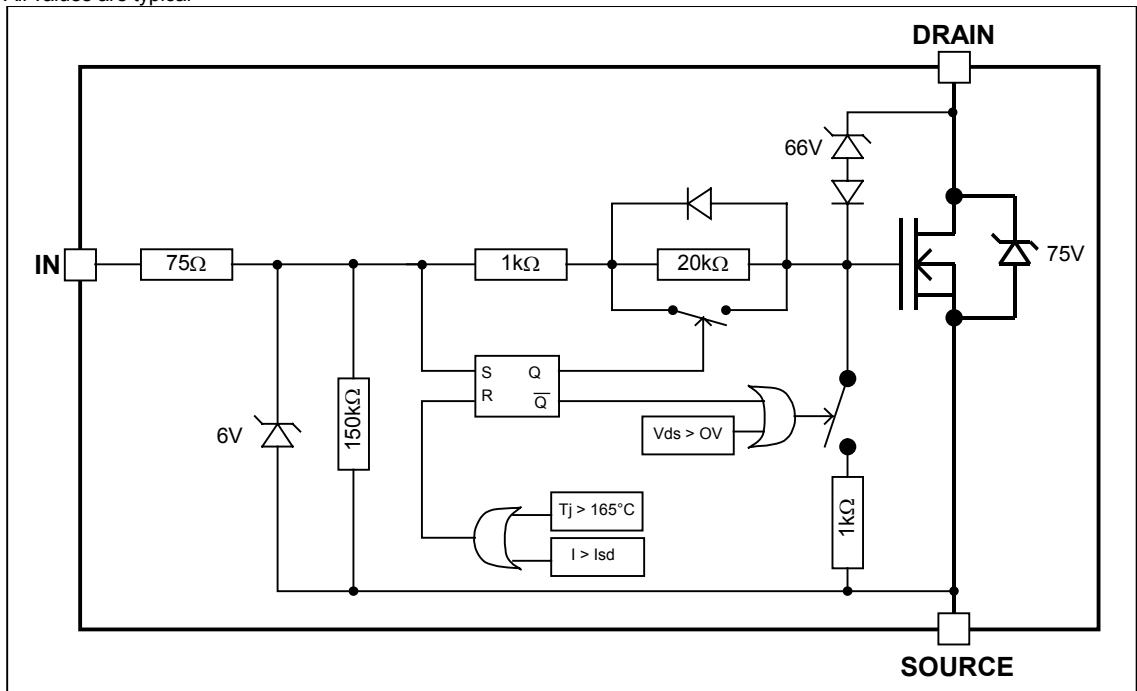 All values are typical
DRAIN
66V
75V
IN
75Ω
1kΩ
20kΩ
S
Q
R
Q̅
6V
150kΩ
Vds > OV
Tj > 165°C
I > Isd
1kΩ
SOURCE